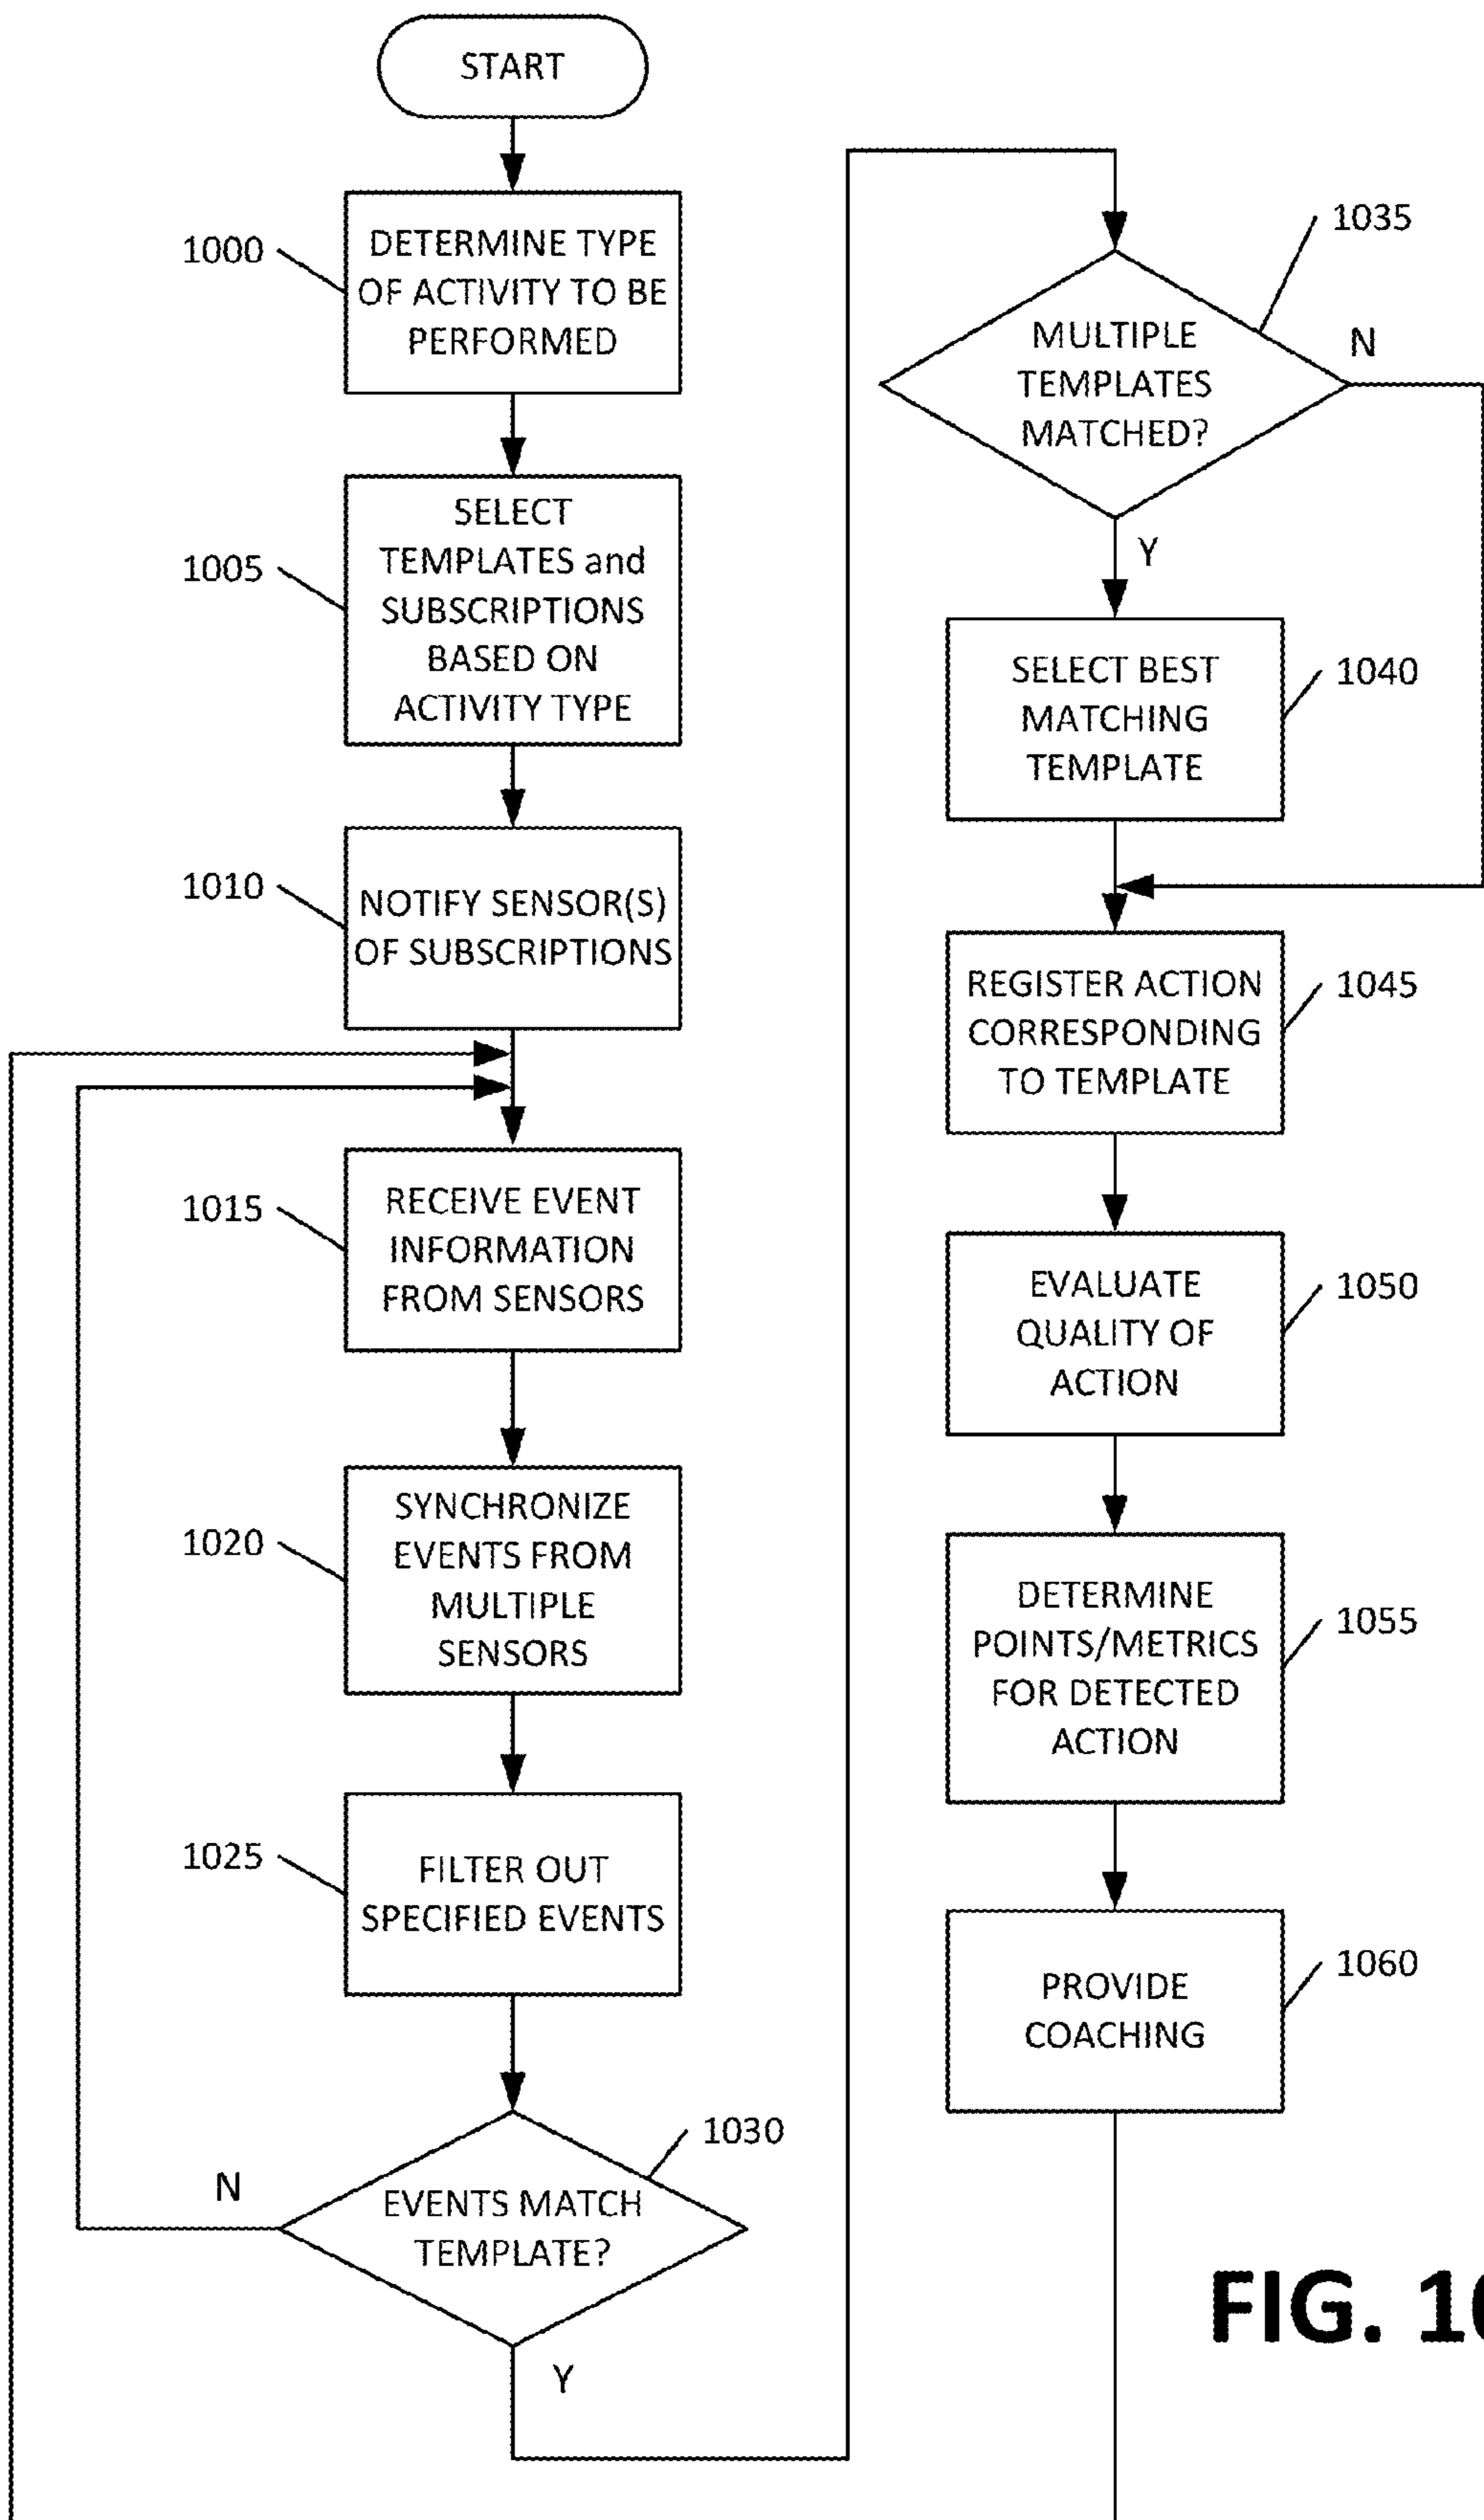 START
1000
DETERMINE TYPE
OF ACTIVITY TO BE
PERFORMED
1005
SELECT
TEMPLATES and
SUBSCRIPTIONS
BASED ON
ACTIVITY TYPE
1010
NOTIFY SENSOR(S)
OF SUBSCRIPTIONS
1015
RECEIVE EVENT
INFORMATION
FROM SENSORS
1020
SYNCHRONIZE
EVENTS FROM
MULTIPLE
SENSORS
1025
FILTER OUT
SPECIFIED EVENTS
1030
EVENTS MATCH
TEMPLATE?
N
Y
1035
MULTIPLE
TEMPLATES
MATCHED?
N
Y
1040
SELECT BEST
MATCHING
TEMPLATE
1045
REGISTER ACTION
CORRESPONDING
TO TEMPLATE
1050
EVALUATE
QUALITY OF
ACTION
1055
DETERMINE
POINTS/METRICS
FOR DETECTED
ACTION
1060
PROVIDE
COACHING
FIG. 10